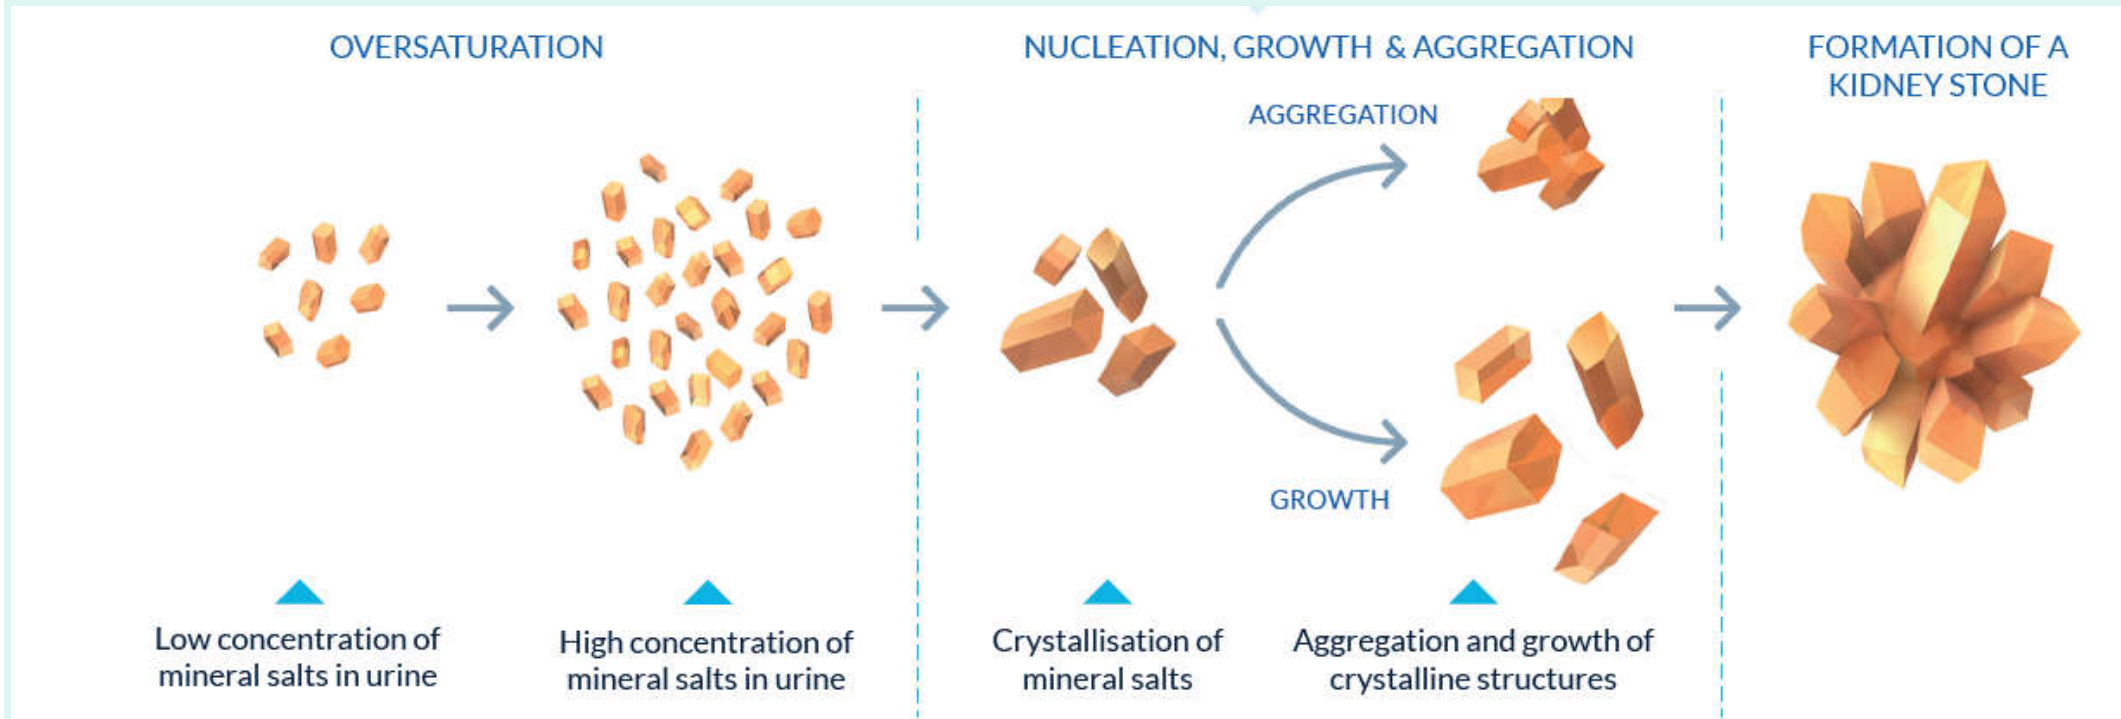 OVERSATURATION
NUCLEATION, GROWTH & AGGREGATION
FORMATION OF A
KIDNEY STONE
AGGREGATION
GROWTH
Low concentration of
mineral salts in urine
High concentration of
mineral salts in urine
Crystallisation of
mineral salts
Aggregation and growth of
crystalline structures